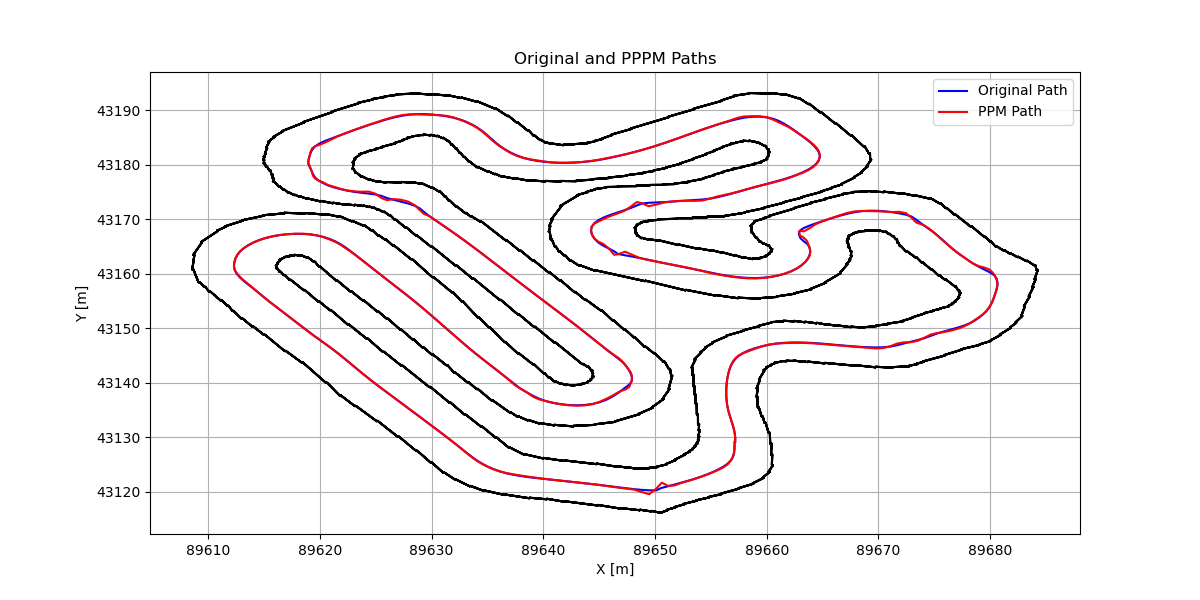 Original and PPPM Paths
Original Path
PPM Path
43190
43180
43170
43160
43150
43140
43130
43120
Y [m]
89610 89620 89630 89640 89650 89660 89670 89680
X [m]